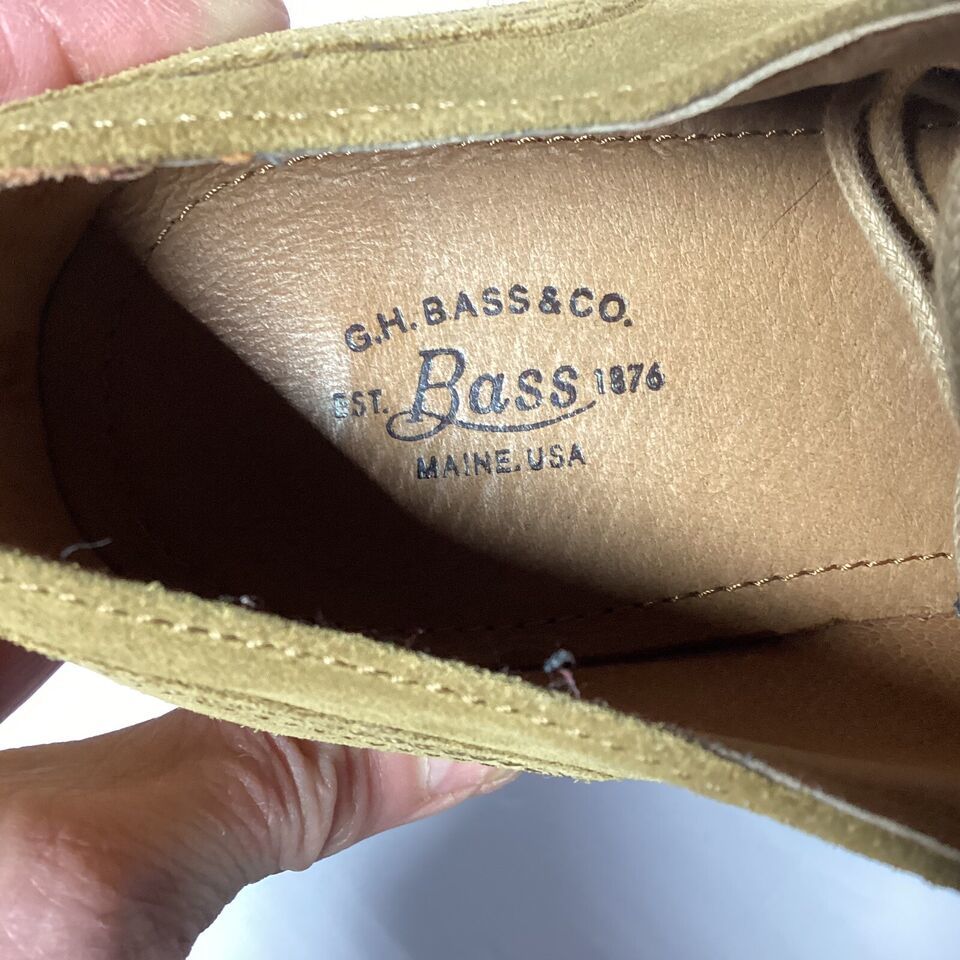 G.H. BASS & CO.
EST. Bass 1876
MAINE, USA